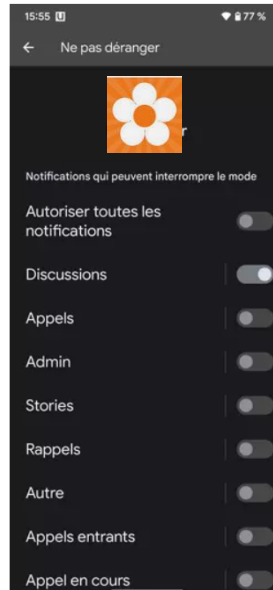 15:55
77 %
Ne pas déranger
r
Notifications qui peuvent interrompre le mode
Autoriser toutes les
notifications
Discussions
Appels
Admin
Stories
Rappels
Autre
Appels entrants
Appel en cours